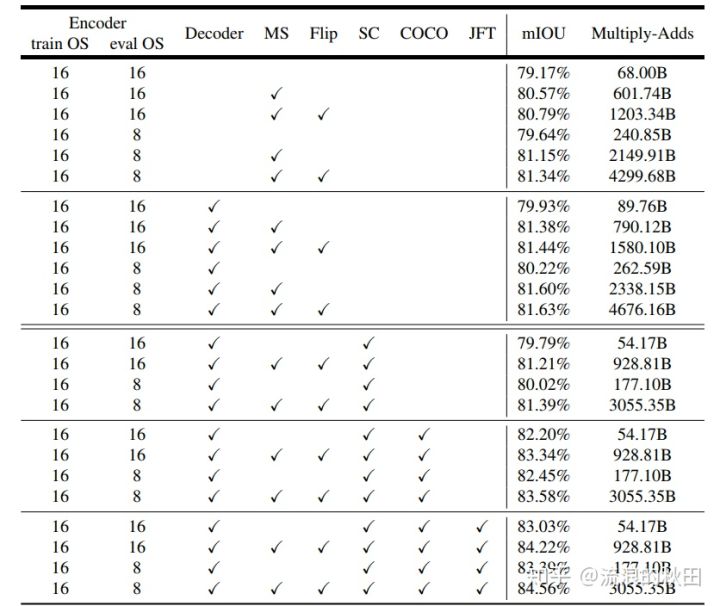 Encoder
train OS eval OS Decoder MS Flip SC COCO JFT mIOU Multiply-Adds
16 16 79.17% 68.00B
16 16 ✓ 80.57% 601.74B
16 16 ✓ ✓ 80.79% 1203.34B
16 8 79.64% 240.85B
16 8 ✓ 81.15% 2149.91B
16 8 ✓ ✓ 81.34% 4299.68B
16 16 ✓ 79.93% 89.76B
16 16 ✓ ✓ 81.38% 790.12B
16 16 ✓ ✓ ✓ 81.44% 1580.10B
16 8 ✓ 80.22% 262.59B
16 8 ✓ ✓ 81.60% 2338.15B
16 8 ✓ ✓ ✓ 81.63% 4676.16B
16 16 ✓ ✓ 79.79% 54.17B
16 16 ✓ ✓ ✓ ✓ 81.21% 928.81B
16 8 ✓ ✓ 80.02% 177.10B
16 8 ✓ ✓ ✓ ✓ 81.39% 3055.35B
16 16 ✓ ✓ ✓ 82.20% 54.17B
16 16 ✓ ✓ ✓ ✓ ✓ 83.34% 928.81B
16 8 ✓ ✓ ✓ 82.45% 177.10B
16 8 ✓ ✓ ✓ ✓ ✓ 83.58% 3055.35B
16 16 ✓ ✓ ✓ ✓ 83.03% 54.17B
16 16 ✓ ✓ ✓ ✓ ✓ ✓ 84.22% 928.81B
16 8 ✓ ✓ ✓ ✓ 83.39% 177.10B
16 8 ✓ ✓ ✓ ✓ ✓ ✓ 84.56% 3055.35B
知乎 @流浪的秋田